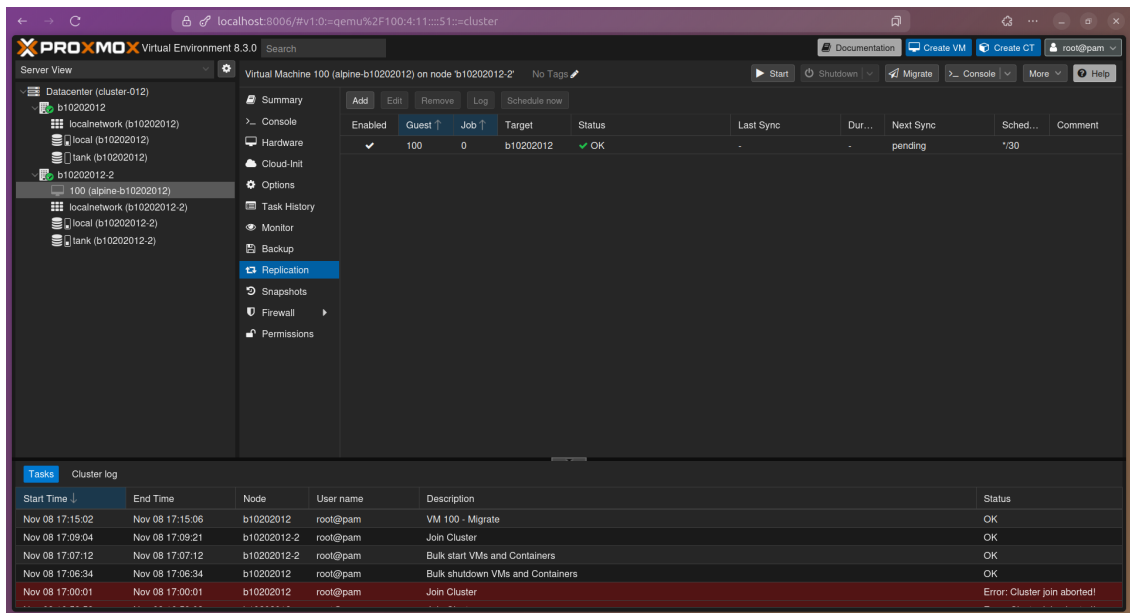 localhost:8006/#v1:0:=qemu%2F100:4:11::::51::=cluster
PROXMOX Virtual Environment 8.3.0 Search Documentation Create VM Create CT root@pam
Server View Virtual Machine 100 (alpine-b10202012) on node 'b10202012-2' No Tags Start Shutdown Migrate Console More Help
Datacenter (cluster-012)
b10202012
localnetwork (b10202012)
local (b10202012)
tank (b10202012)
b10202012-2
100 (alpine-b10202012)
localnetwork (b10202012-2)
local (b10202012-2)
tank (b10202012-2)
Summary
Console
Hardware
Cloud-Init
Options
Task History
Monitor
Backup
Replication
Snapshots
Firewall
Permissions
Add Edit Remove Log Schedule now
Enabled Guest ↑ Job ↑ Target Status Last Sync Dur... Next Sync Sched... Comment
100 0 b10202012 OK - - pending */30
Tasks Cluster log
Start Time ↓ End Time Node User name Description Status
Nov 08 17:15:02 Nov 08 17:15:06 b10202012 root@pam VM 100 - Migrate OK
Nov 08 17:09:04 Nov 08 17:09:21 b10202012-2 root@pam Join Cluster OK
Nov 08 17:07:12 Nov 08 17:07:12 b10202012-2 root@pam Bulk start VMs and Containers OK
Nov 08 17:06:34 Nov 08 17:06:34 b10202012 root@pam Bulk shutdown VMs and Containers OK
Nov 08 17:00:01 Nov 08 17:00:01 b10202012 root@pam Join Cluster Error: Cluster join aborted!